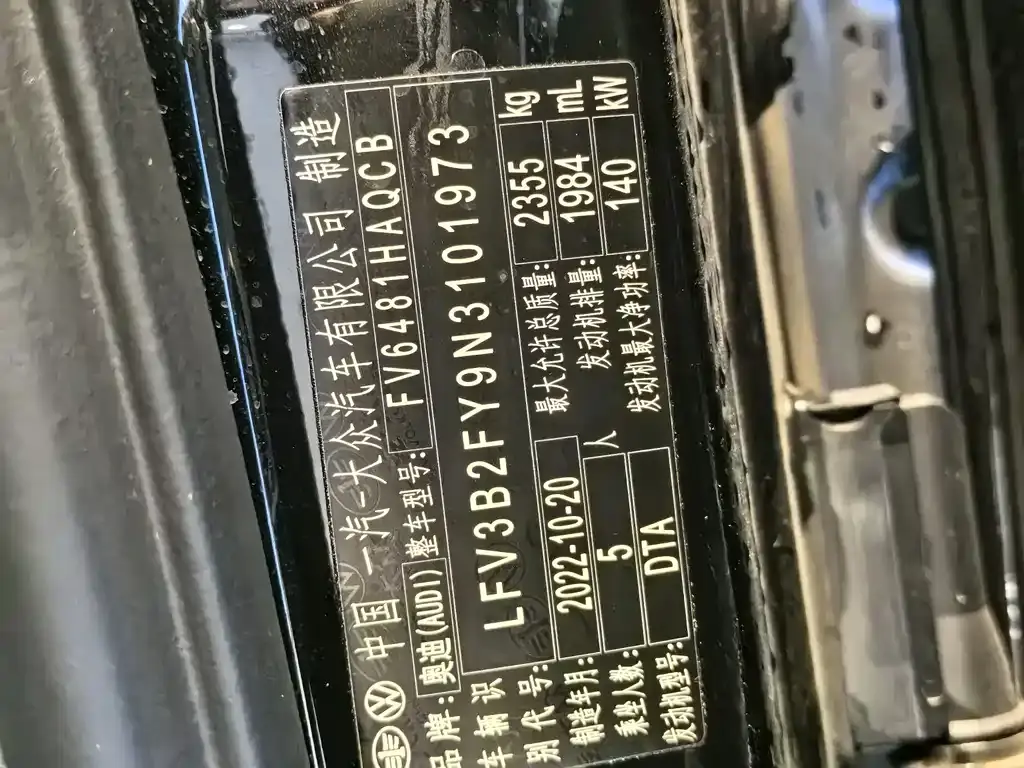 中国一汽-大众汽车有限公司 制造
品牌: 奥迪(AUDI) 整车型号: FV6481HAQCB
车辆识别代号: LFV3B2FY9N3101973
制造年月: 2022-10-20 最大允许总质量: 2355 kg
乘坐人数: 5 人 发动机排量: 1984 mL
发动机型号: DTA 发动机最大净功率: 140 kW